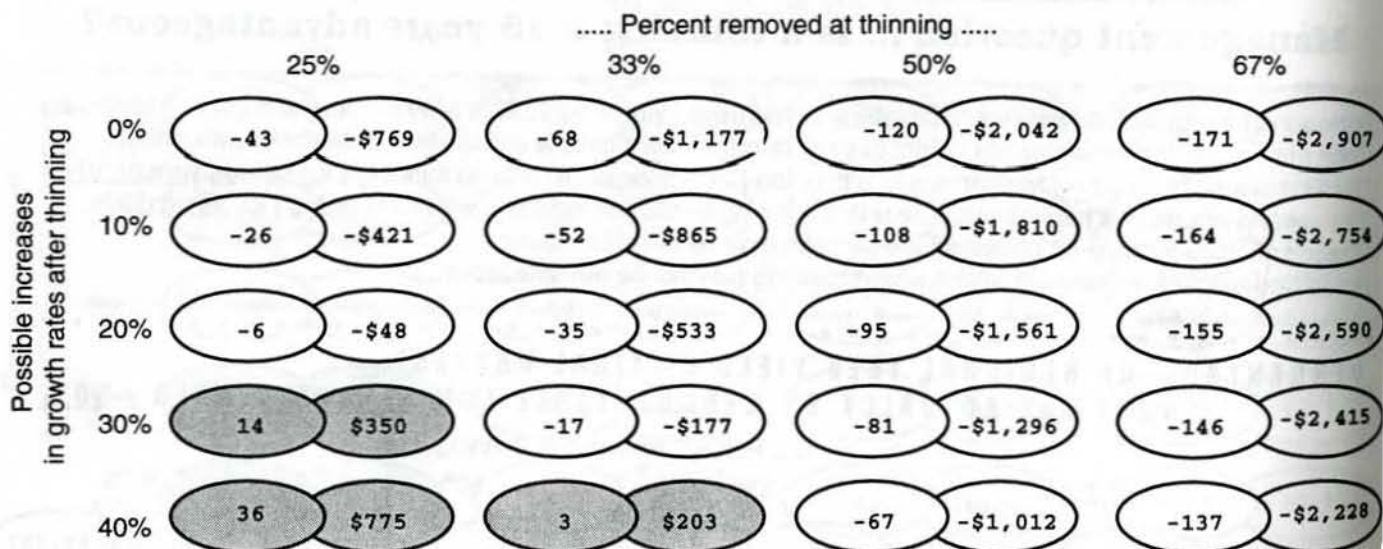 ..... Percent removed at thinning .....
25% 33% 50% 67%
Possible increases
in growth rates after thinning
0% -43 -$769 -68 -$1,177 -120 -$2,042 -171 -$2,907
10% -26 -$421 -52 -$865 -108 -$1,810 -164 -$2,754
20% -6 -$48 -35 -$533 -95 -$1,561 -155 -$2,590
30% 14 $350 -17 -$177 -81 -$1,296 -146 -$2,415
40% 36 $775 3 $203 -67 -$1,012 -137 -$2,228